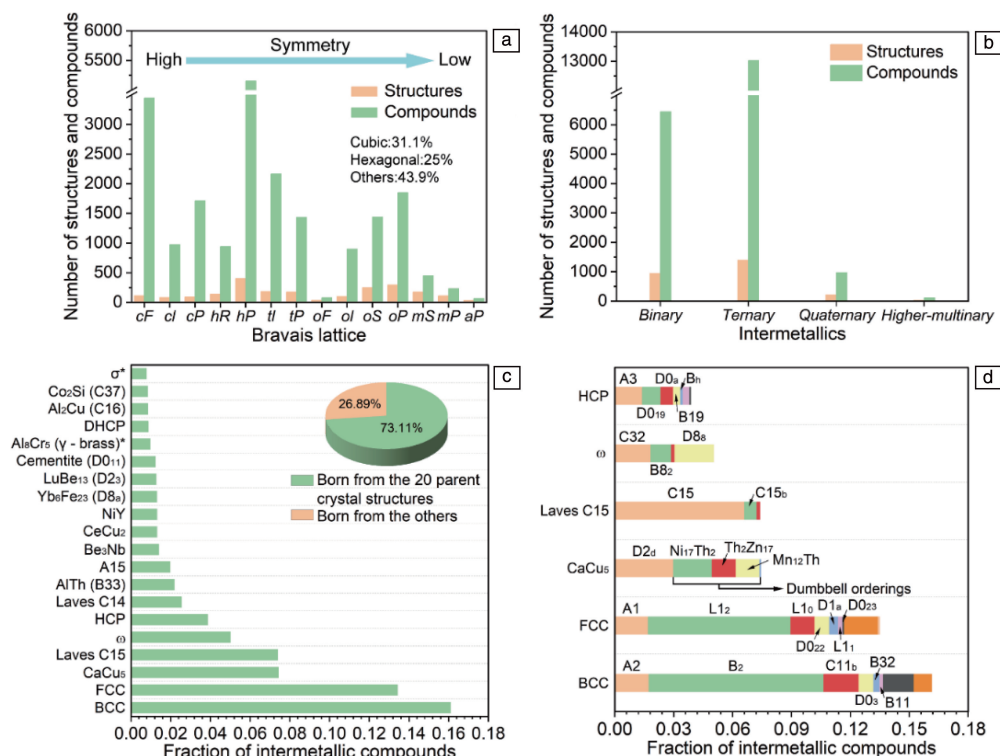 a
Number of structures and compounds
6000
5500
3000
2500
2000
1500
1000
500
0
Symmetry
High
Low
Structures
Compounds
Cubic:31.1%
Hexagonal:25%
Others:43.9%
cF cI cP hR hP tI tP oF oI oS oP mS mP aP
Bravais lattice
b
Number of structures and compounds
14000
13000
8000
6000
4000
2000
0
Structures
Compounds
Binary Ternary Quaternary Higher-multinary
Intermetallics
c
σ*
Co₂Si (C37)
Al₂Cu (C16)
DHCP
Al₈Cr₅ (γ - brass)*
Cementite (D0₁₁)
LuBe₁₃ (D2₃)
Yb₆Fe₂₃ (D8ₐ)
NiY
CeCu₂
Be₃Nb
A15
AlTh (B33)
Laves C14
HCP
ω
Laves C15
CaCu₅
FCC
BCC
26.89%
73.11%
Born from the 20 parent
crystal structures
Born from the others
0.00 0.02 0.04 0.06 0.08 0.10 0.12 0.14 0.16 0.18
Fraction of intermetallic compounds
d
HCP
A3 D0ₐ Bₕ
D0₁₉ B19
ω
C32 D8₈
B8₂
Laves C15
C15 C15_b
CaCu₅
D2_d Ni₁₇Th₂ Th₂Zn₁₇
Mn₁₂Th
Dumbbell orderings
FCC
A1 L1₂ L1₀ D1ₐ D0₂₃
D0₂₂ L1₁
BCC
A2 B₂ C11_b B32
D0₃ B11
0.00 0.03 0.06 0.09 0.12 0.15 0.18
Fraction of intermetallic compounds